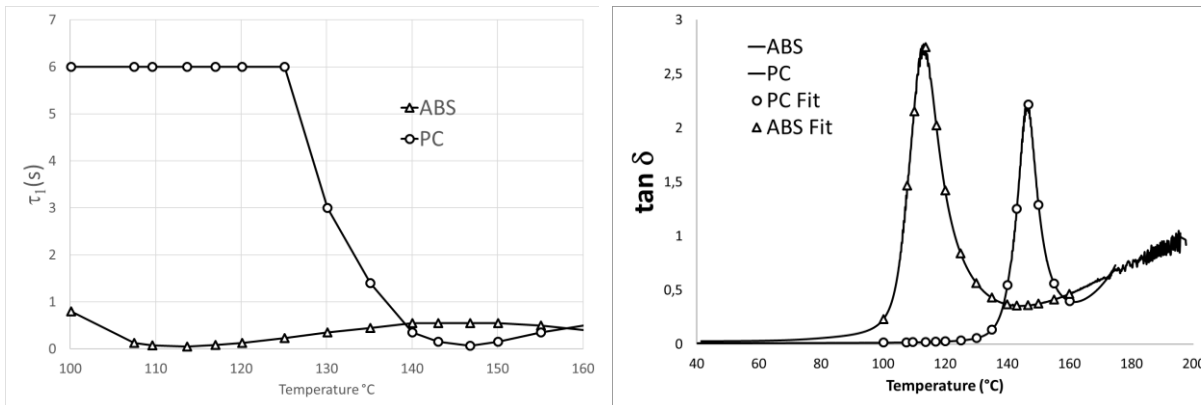 7
6
5
4
3
2
1
0
τ1(s)
ABS
PC
100 110 120 130 140 150 160
Temperature °C
3
2,5
2
1,5
1
0,5
0
tan δ
ABS
PC
PC Fit
ABS Fit
40 60 80 100 120 140 160 180 200
Temperature (°C)